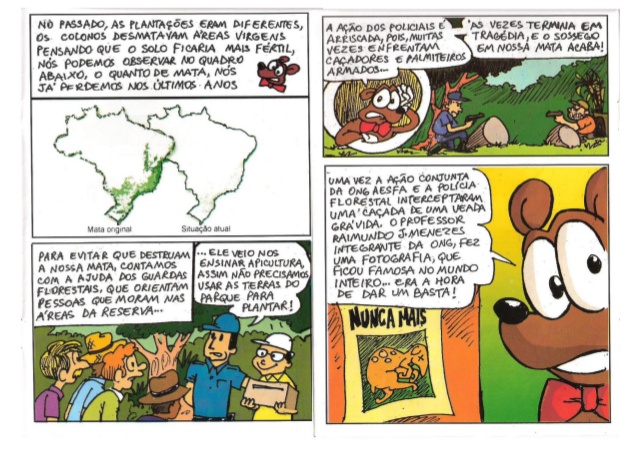 NO PASSADO, AS PLANTAÇÕES ERAM DIFERENTES,
OS COLONOS DESMATAVAM ÁREAS VIRGENS
PENSANDO QUE O SOLO FICARIA MAIS FÉRTIL,
NÓS PODEMOS OBSERVAR NO QUADRO
ABAIXO, O QUANTO DE MATA, NÓS
JA' PERDEMOS NOS ÚLTIMOS ANOS
Mata original
Situação atual
PARA EVITAR QUE DESTRUAM
A NOSSA MATA, CONTAMOS
COM A AJUDA DOS GUARDAS
FLORESTAIS, QUE ORIENTAM
PESSOAS QUE MORAM NAS
ÁREAS DA RESERVA...
... ELE VEIO NOS
ENSINAR APICULTURA,
ASSIM NÃO PRECISAMOS
USAR AS TERRAS DO
PARQUE PARA
PLANTAR!
A AÇÃO DOS POLICIAIS É
ARRISCADA, POIS, MUITAS
VEZES ENFRENTAM
CAÇADORES E PALMITEIROS
ARMADOS...
'AS VEZES TERMINA EM
TRAGÉDIA, E O SOSSEGO
EM NOSSA MATA ACABA!
UMA VEZ A AÇÃO CONJUNTA
DA ONG AESFA E A POLÍCIA
FLORESTAL INTERCEPTARAM
UMA CAÇADA DE UMA VEADA
GRÁVIDA. O PROFESSOR
RAIMUNDO J. MENEZES
INTEGRANTE DA ONG, FEZ
UMA FOTOGRAFIA, QUE
FICOU FAMOSA NO MUNDO
INTEIRO... ERA A HORA
DE DAR UM BASTA!
NUNCA MAIS